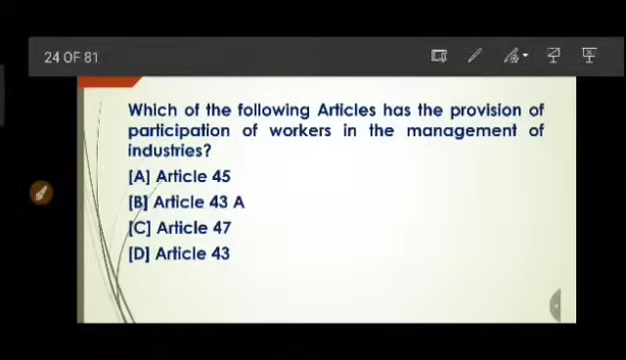 24 OF 81
Which of the following Articles has the provision of
participation of workers in the management of
industries?
[A] Article 45
[B] Article 43 A
[C] Article 47
[D] Article 43